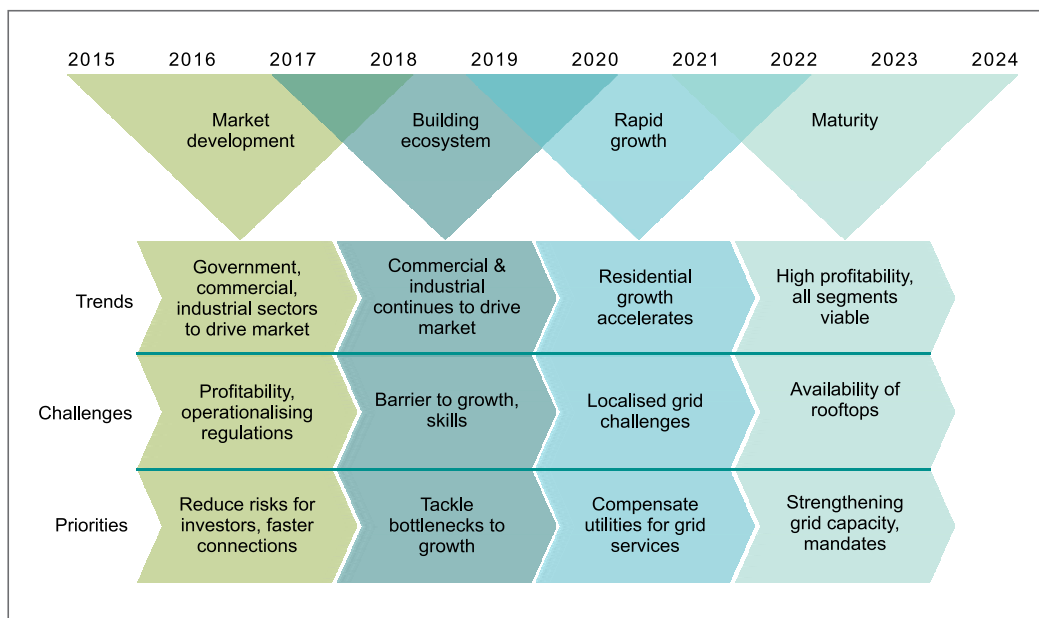 2015 2016 2017 2018 2019 2020 2021 2022 2023 2024
Market
development
Building
ecosystem
Rapid
growth
Maturity
Trends
Government,
commercial,
industrial sectors
to drive market
Commercial &
industrial
continues to drive
market
Residential
growth
accelerates
High profitability,
all segments
viable
Challenges
Profitability,
operationalising
regulations
Barrier to growth,
skills
Localised grid
challenges
Availability of
rooftops
Priorities
Reduce risks for
investors, faster
connections
Tackle
bottlenecks to
growth
Compensate
utilities for grid
services
Strengthening
grid capacity,
mandates